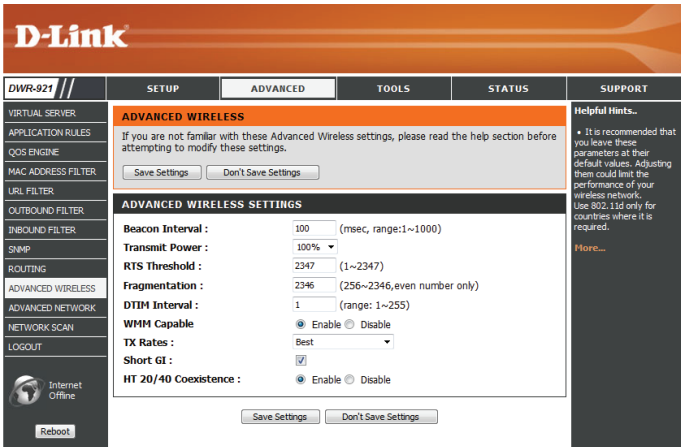 D-Link
DWR-921
SETUP
ADVANCED
TOOLS
STATUS
SUPPORT
VIRTUAL SERVER
APPLICATION RULES
QOS ENGINE
MAC ADDRESS FILTER
URL FILTER
OUTBOUND FILTER
INBOUND FILTER
SNMP
ROUTING
ADVANCED WIRELESS
ADVANCED NETWORK
NETWORK SCAN
LOGOUT
Internet
Offline
Reboot
ADVANCED WIRELESS
If you are not familiar with these Advanced Wireless settings, please read the help section before
attempting to modify these settings.
Save Settings Don't Save Settings
ADVANCED WIRELESS SETTINGS
Beacon Interval : 100 (msec, range:1~1000)
Transmit Power : 100%
RTS Threshold : 2347 (1~2347)
Fragmentation : 2346 (256~2346,even number only)
DTIM Interval : 1 (range: 1~255)
WMM Capable Enable Disable
TX Rates : Best
Short GI :
HT 20/40 Coexistence : Enable Disable
Save Settings Don't Save Settings
Helpful Hints..
• It is recommended that
you leave these
parameters at their
default values. Adjusting
them could limit the
performance of your
wireless network.
Use 802.11d only for
countries where it is
required.
More...